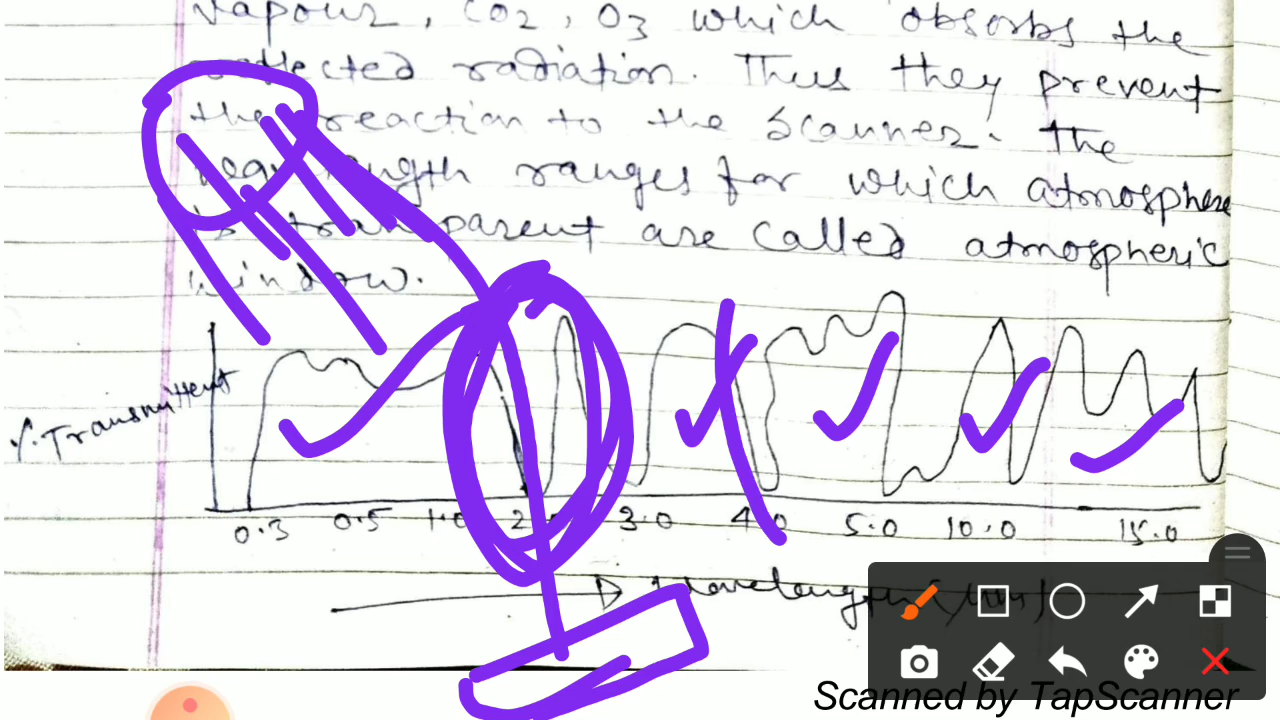 vapour, CO2, O3 which absorbs the
reflected radiation. Thus they prevent
the reaction to the scanner. The
wavelength ranges for which atmosphere
is transparent are called atmospheric
window.
%Transmittent
0.3 0.5 1.0 3.0 4.0 5.0 10.0 15.0
Wavelength (μm)
Scanned by TapScanner